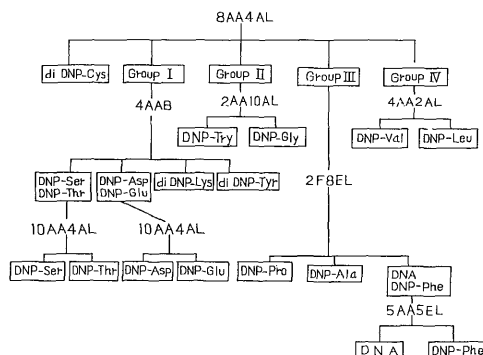 8AA4AL
di DNP-Cys Group I Group II Group III Group IV
4AAB 2AA10AL 4AA2AL
DNP-Try DNP-Gly DNP-Val DNP-Leu
DNP-Ser DNP-Asp di DNP-Lys di DNP-Tyr 2F8EL
DNP-Thr DNP-Glu
10AA4AL 10AA4AL
DNP-Ser DNP-Thr DNP-Asp DNP-Glu DNP-Pro DNP-Ala DNA
DNP-Phe
5AA5EL
DNA DNP-Phe